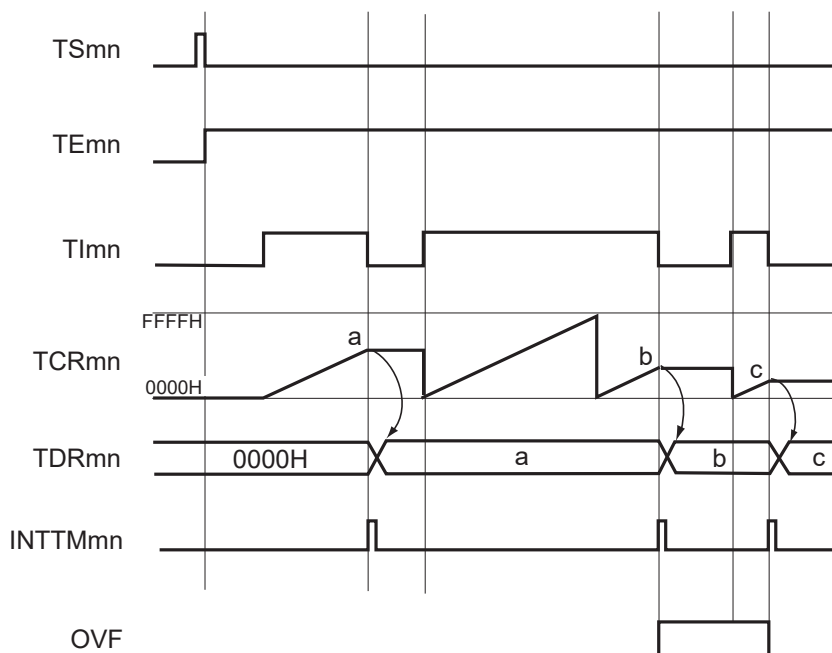 TSmn
TEmn
TImn
FFFFH
TCRmn
0000H
a
b
c
TDRmn
0000H
a
b
c
INTTMmn
OVF